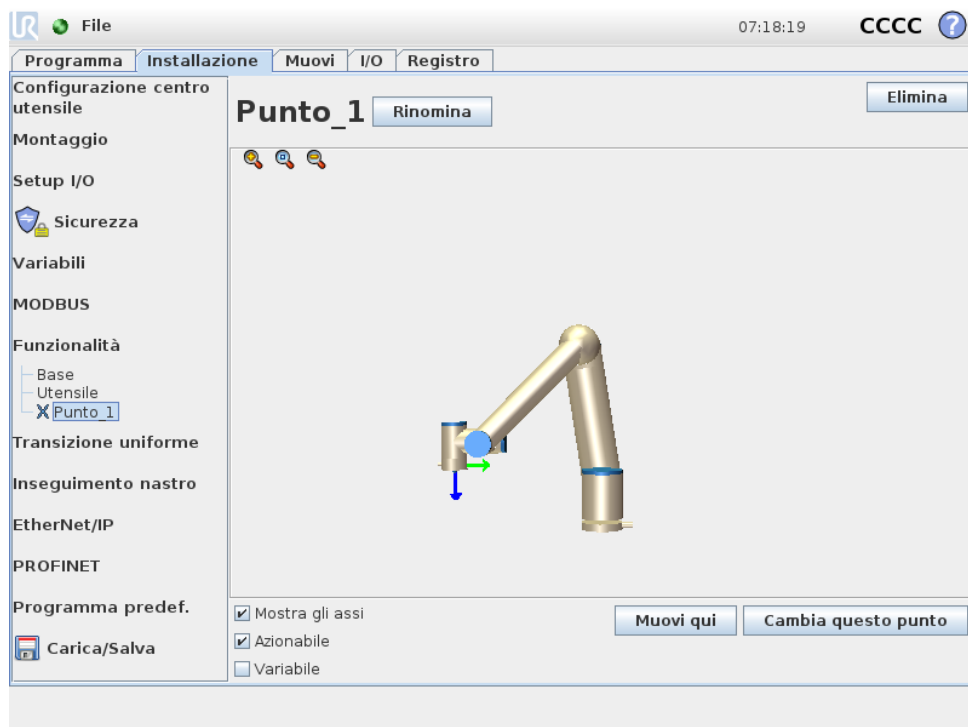 UR File 07:18:19 CCCC ?
Programma Installazione Muovi I/O Registro
Configurazione centro
utensile
Montaggio
Setup I/O
Sicurezza
Variabili
MODBUS
Funzionalità
Base
Utensile
Punto_1
Transizione uniforme
Inseguimento nastro
EtherNet/IP
PROFINET
Programma predef.
Carica/Salva
Punto_1 Rinomina Elimina
Mostra gli assi
Azionabile
Variabile
Muovi qui Cambia questo punto